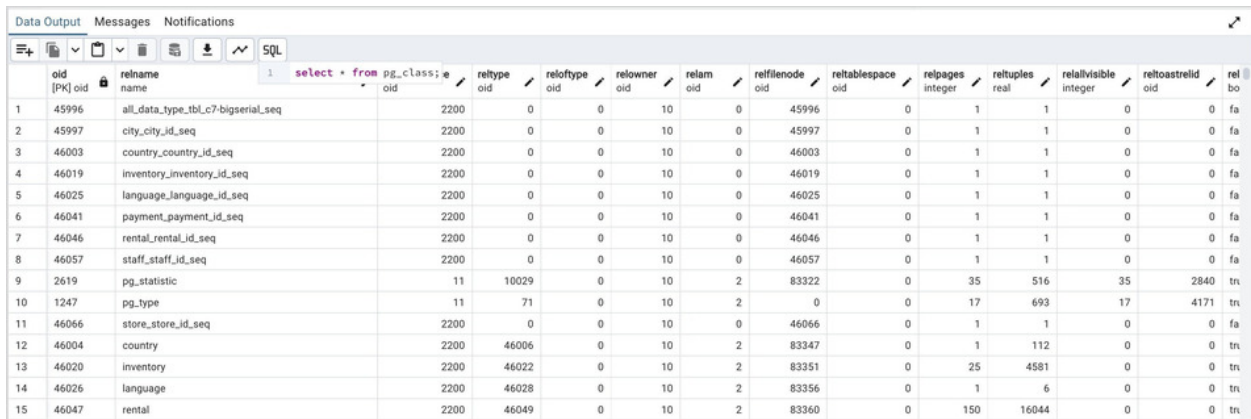 Data Output Messages Notifications
SQL
1 select * from pg_class;
oid relname e reltype reloftype relowner relam relfilenode reltablespace relpages reltuples relallvisible reltoastrelid rel
[PK] oid name oid oid oid oid oid oid oid integer real integer oid bo
1 45996 all_data_type_tbl_c7-bigserial_seq 2200 0 0 10 0 45996 0 1 1 0 0 fa
2 45997 city_city_id_seq 2200 0 0 10 0 45997 0 1 1 0 0 fa
3 46003 country_country_id_seq 2200 0 0 10 0 46003 0 1 1 0 0 fa
4 46019 inventory_inventory_id_seq 2200 0 0 10 0 46019 0 1 1 0 0 fa
5 46025 language_language_id_seq 2200 0 0 10 0 46025 0 1 1 0 0 fa
6 46041 payment_payment_id_seq 2200 0 0 10 0 46041 0 1 1 0 0 fa
7 46046 rental_rental_id_seq 2200 0 0 10 0 46046 0 1 1 0 0 fa
8 46057 staff_staff_id_seq 2200 0 0 10 0 46057 0 1 1 0 0 fa
9 2619 pg_statistic 11 10029 0 10 2 83322 0 35 516 35 2840 tru
10 1247 pg_type 11 71 0 10 2 0 0 17 693 17 4171 tru
11 46066 store_store_id_seq 2200 0 0 10 0 46066 0 1 1 0 0 fa
12 46004 country 2200 46006 0 10 2 83347 0 1 112 0 0 tru
13 46020 inventory 2200 46022 0 10 2 83351 0 25 4581 0 0 tru
14 46026 language 2200 46028 0 10 2 83356 0 1 6 0 0 tru
15 46047 rental 2200 46049 0 10 2 83360 0 150 16044 0 0 tru